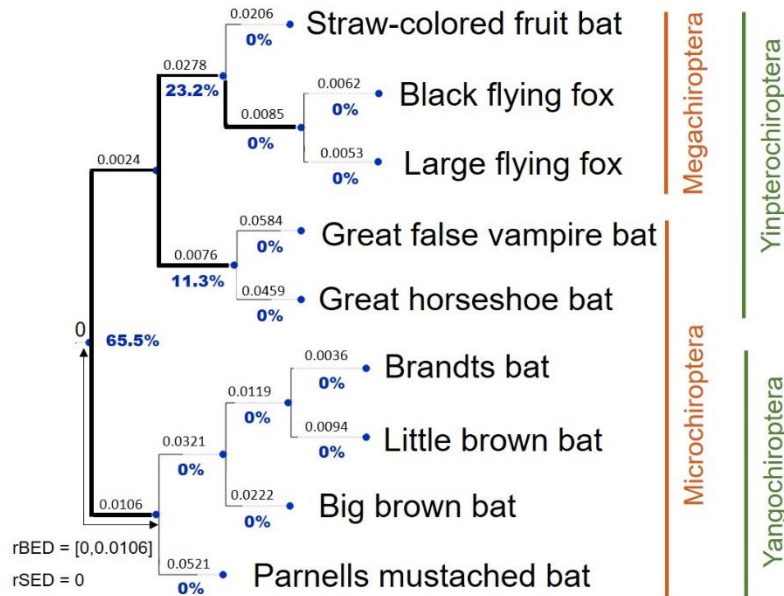 0.0206
Straw-colored fruit bat
0%
0.0278
23.2%
0.0062
Black flying fox
0%
0.0085
0%
0.0053
Large flying fox
0%
0.0024
0.0584
Great false vampire bat
0%
0.0076
11.3%
0.0459
Great horseshoe bat
0%
0
65.5%
0.0036
Brandts bat
0%
0.0119
0%
0.0094
Little brown bat
0%
0.0321
0%
0.0222
Big brown bat
0%
0.0106
rBED = [0,0.0106]
rSED = 0
0.0521
Parnells mustached bat
0%
Megachiroptera
Microchiroptera
Yinpterochiroptera
Yangochiroptera